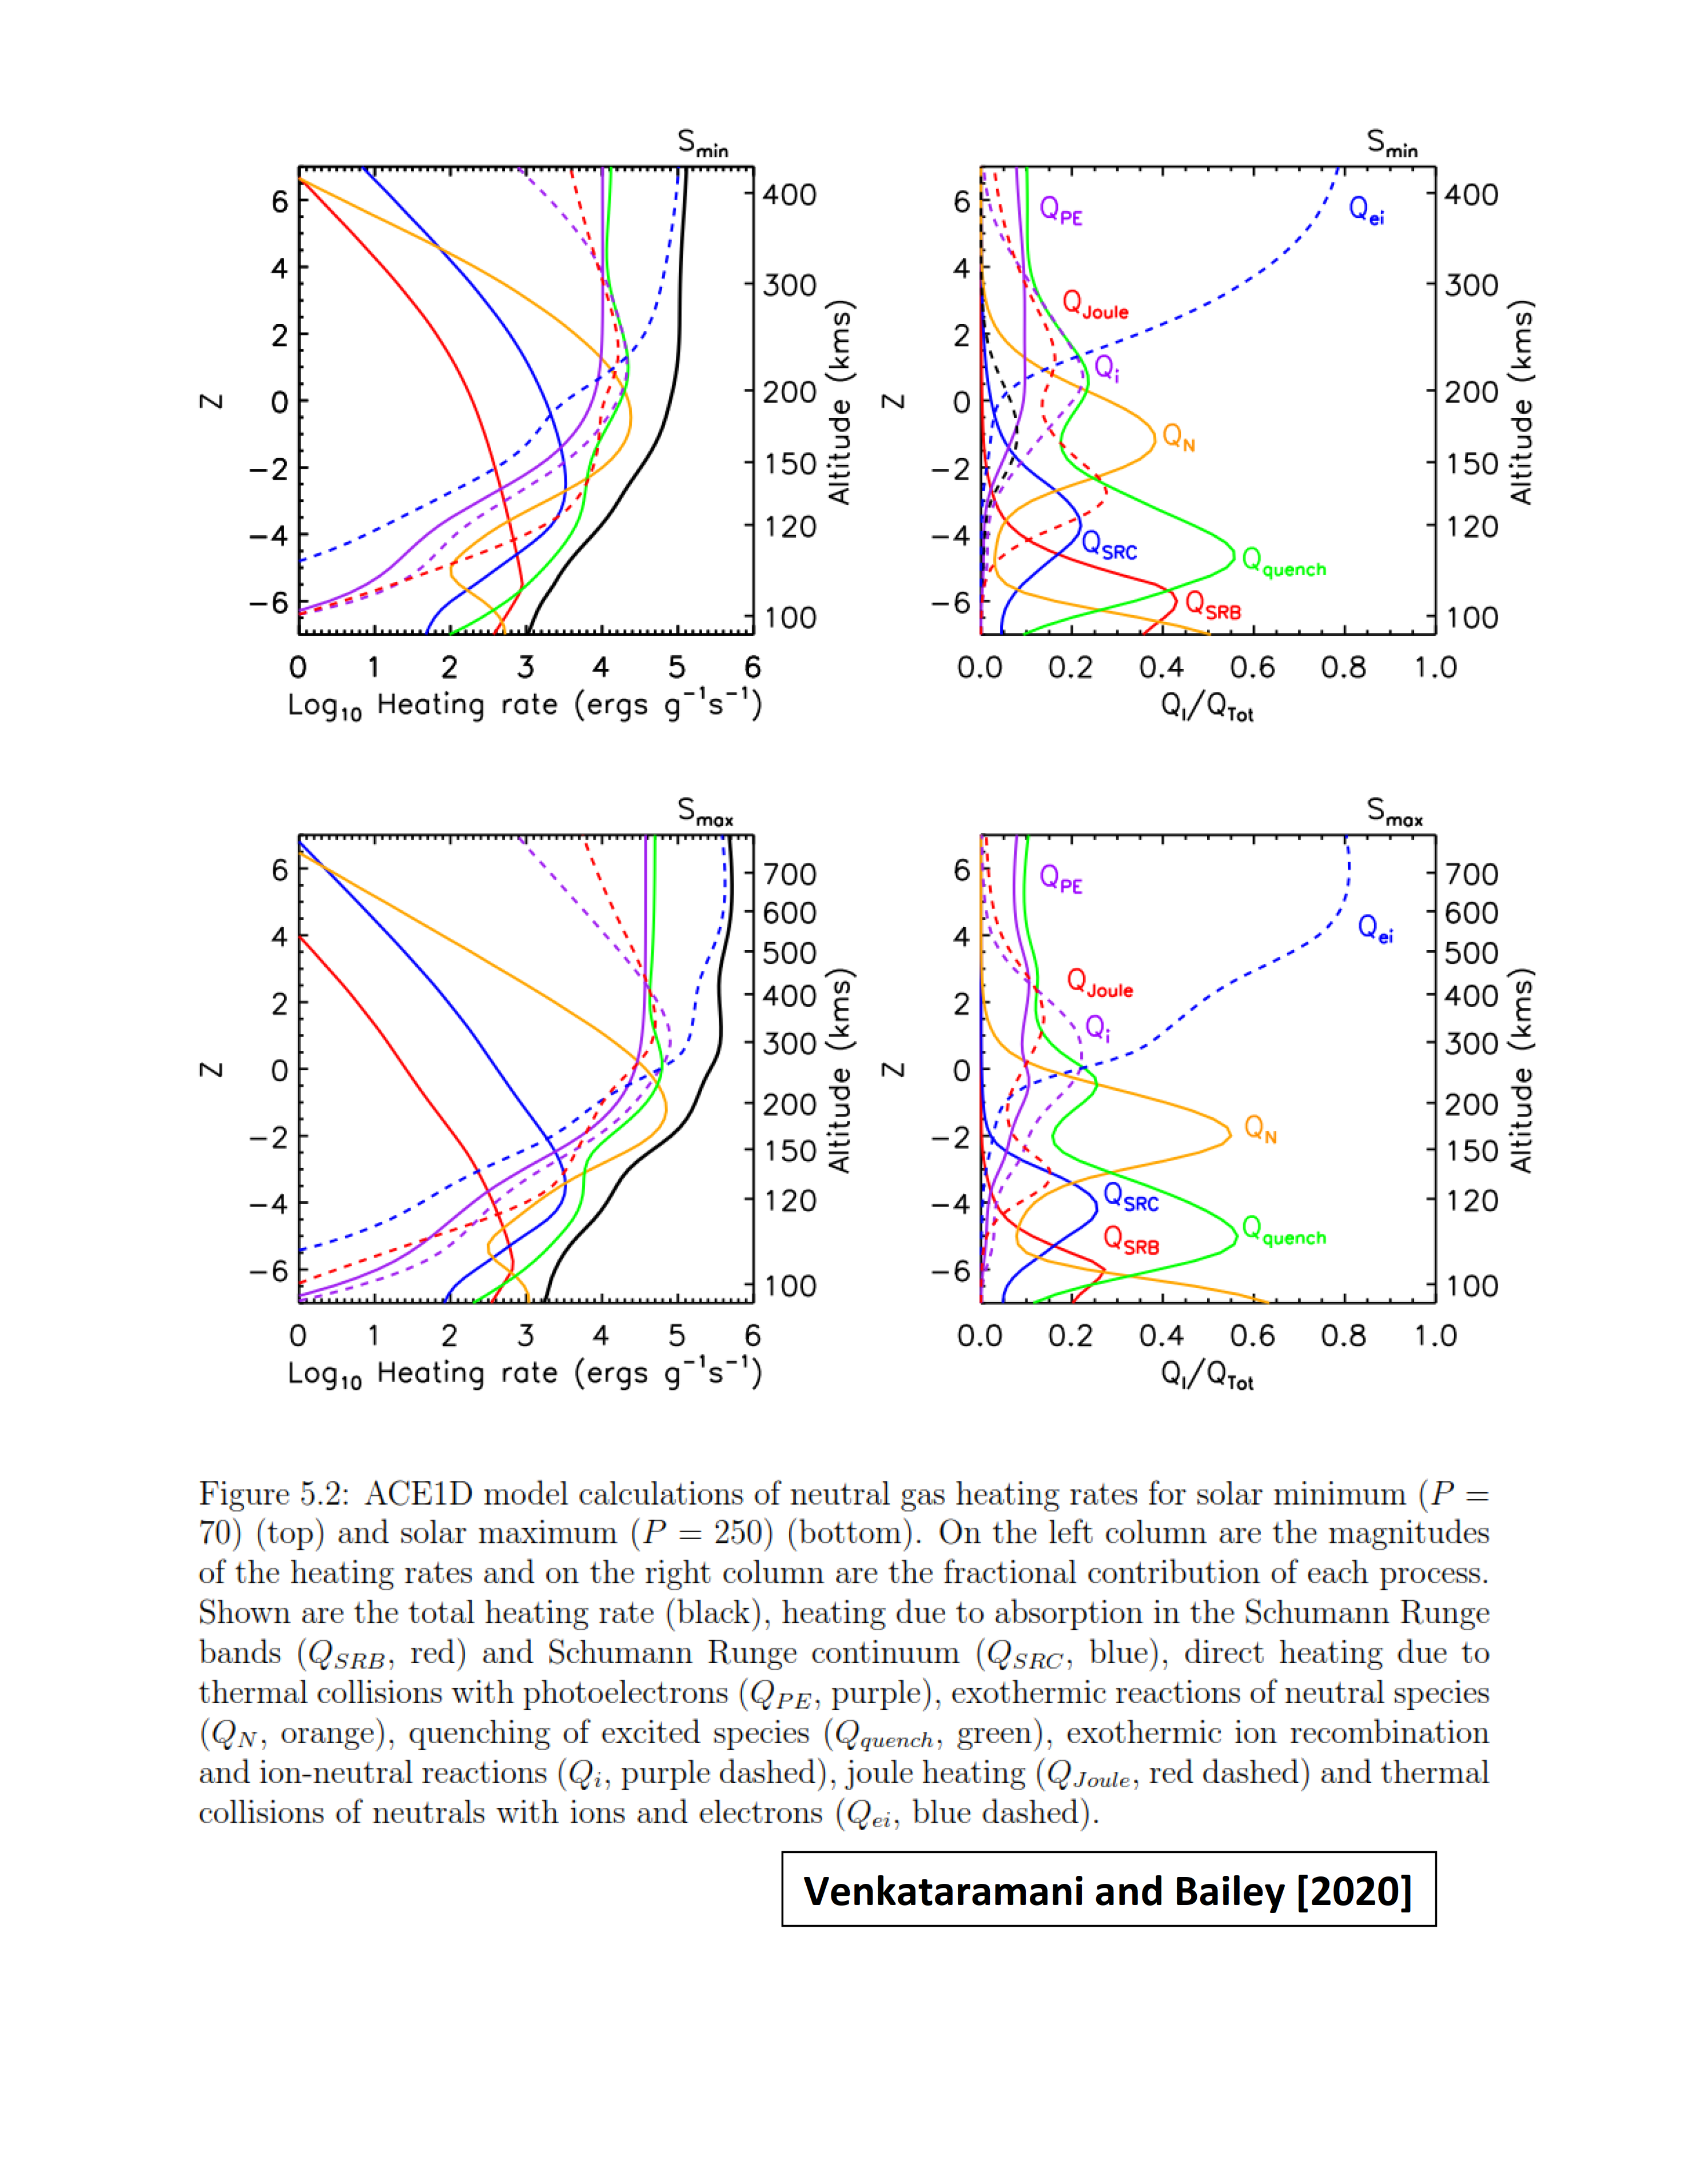 S_min
6
4
2
0
−2
−4
−6
Z
400
300
200
150
120
100
Altitude (kms)
0 1 2 3 4 5 6
Log₁₀ Heating rate (ergs g⁻¹s⁻¹)
S_min
6
4
2
0
−2
−4
−6
Z
Q_PE
Q_ei
Q_Joule
Q_i
Q_N
Q_SRC
Q_quench
Q_SRB
400
300
200
150
120
100
Altitude (kms)
0.0 0.2 0.4 0.6 0.8 1.0
Q_I/Q_Tot
S_max
6
4
2
0
−2
−4
−6
Z
700
600
500
400
300
200
150
120
100
Altitude (kms)
0 1 2 3 4 5 6
Log₁₀ Heating rate (ergs g⁻¹s⁻¹)
S_max
6
4
2
0
−2
−4
−6
Z
Q_PE
Q_ei
Q_Joule
Q_i
Q_N
Q_SRC
Q_quench
Q_SRB
700
600
500
400
300
200
150
120
100
Altitude (kms)
0.0 0.2 0.4 0.6 0.8 1.0
Q_I/Q_Tot
Figure 5.2: ACE1D model calculations of neutral gas heating rates for solar minimum (P =
70) (top) and solar maximum (P = 250) (bottom). On the left column are the magnitudes
of the heating rates and on the right column are the fractional contribution of each process.
Shown are the total heating rate (black), heating due to absorption in the Schumann Runge
bands (Q_SRB, red) and Schumann Runge continuum (Q_SRC, blue), direct heating due to
thermal collisions with photoelectrons (Q_PE, purple), exothermic reactions of neutral species
(Q_N, orange), quenching of excited species (Q_quench, green), exothermic ion recombination
and ion-neutral reactions (Q_i, purple dashed), joule heating (Q_Joule, red dashed) and thermal
collisions of neutrals with ions and electrons (Q_ei, blue dashed).
Venkataramani and Bailey [2020]